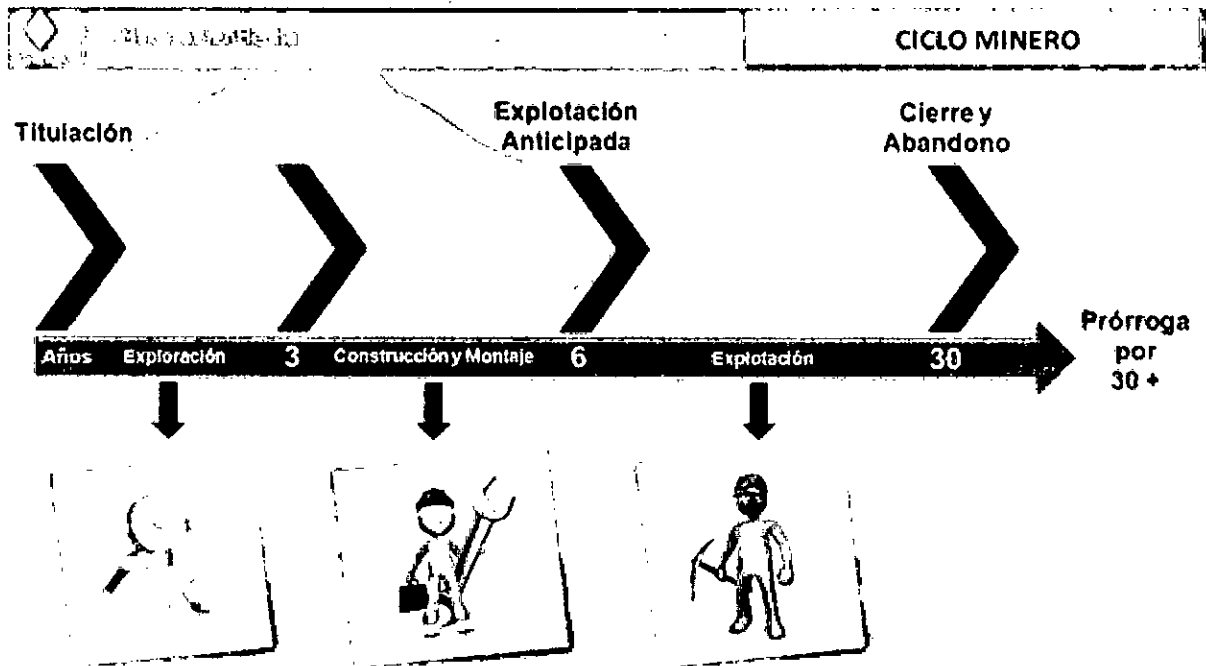 CICLO MINERO
Titulación
Explotación
Anticipada
Cierre y
Abandono
Años Exploración 3 Construcción y Montaje 6 Explotación 30
Prórroga
por
30 +